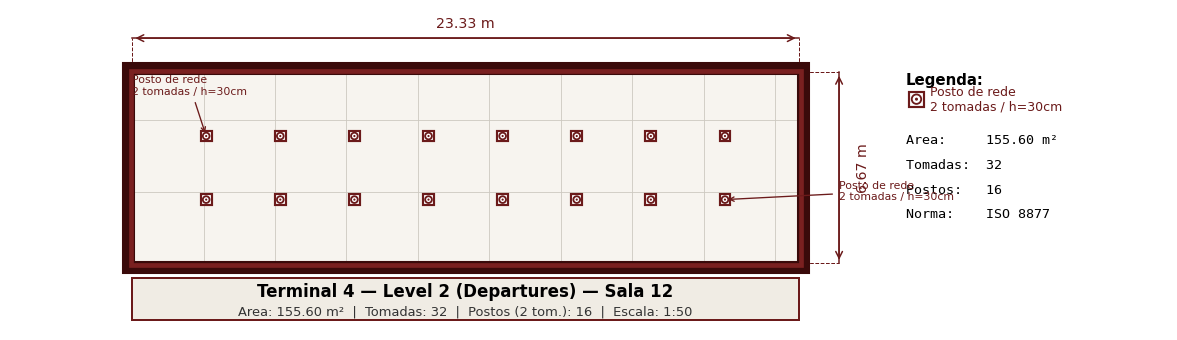 23.33 m
Posto de rede
2 tomadas / h=30cm
6.67 m
Posto de rede
2 tomadas / h=30cm
Legenda:
Posto de rede
2 tomadas / h=30cm
Area: 155.60 m²
Tomadas: 32
Postos: 16
Norma: ISO 8877
Terminal 4 — Level 2 (Departures) — Sala 12
Area: 155.60 m² | Tomadas: 32 | Postos (2 tom.): 16 | Escala: 1:50